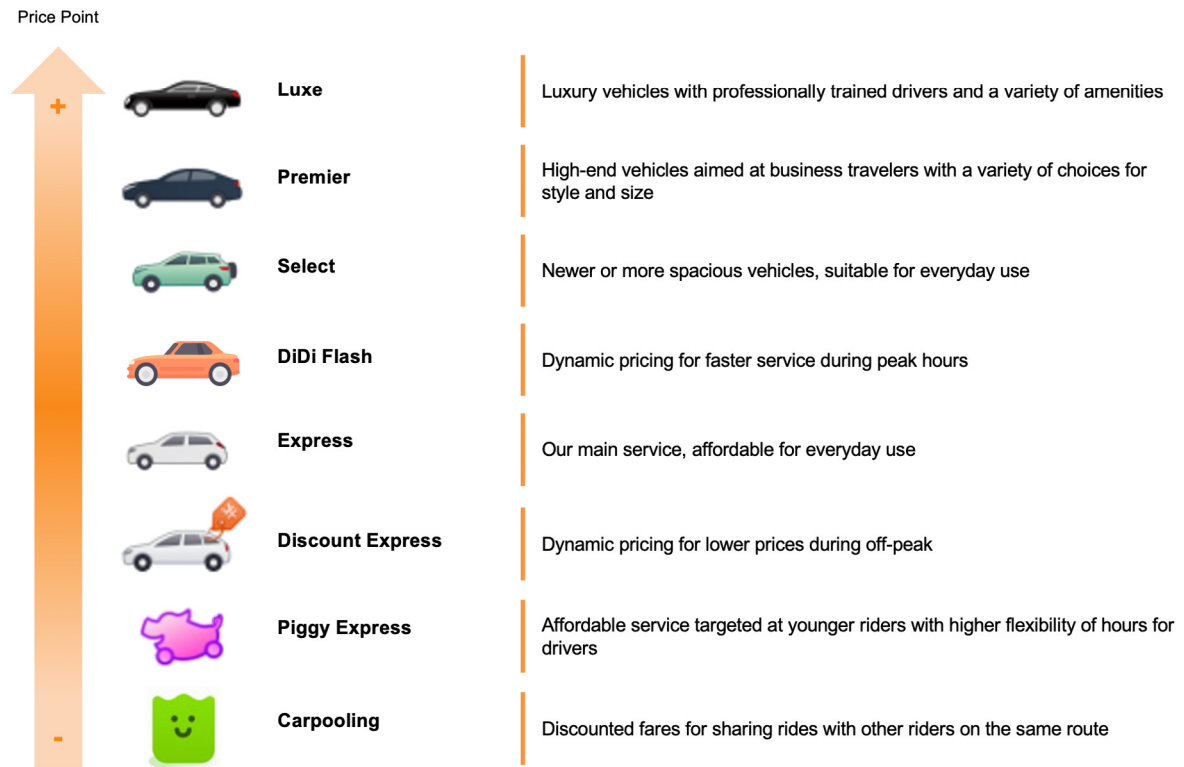 Price Point
+
Luxe
Luxury vehicles with professionally trained drivers and a variety of amenities
Premier
High-end vehicles aimed at business travelers with a variety of choices for
style and size
Select
Newer or more spacious vehicles, suitable for everyday use
DiDi Flash
Dynamic pricing for faster service during peak hours
Express
Our main service, affordable for everyday use
Discount Express
Dynamic pricing for lower prices during off-peak
Piggy Express
Affordable service targeted at younger riders with higher flexibility of hours for
drivers
Carpooling
Discounted fares for sharing rides with other riders on the same route
-